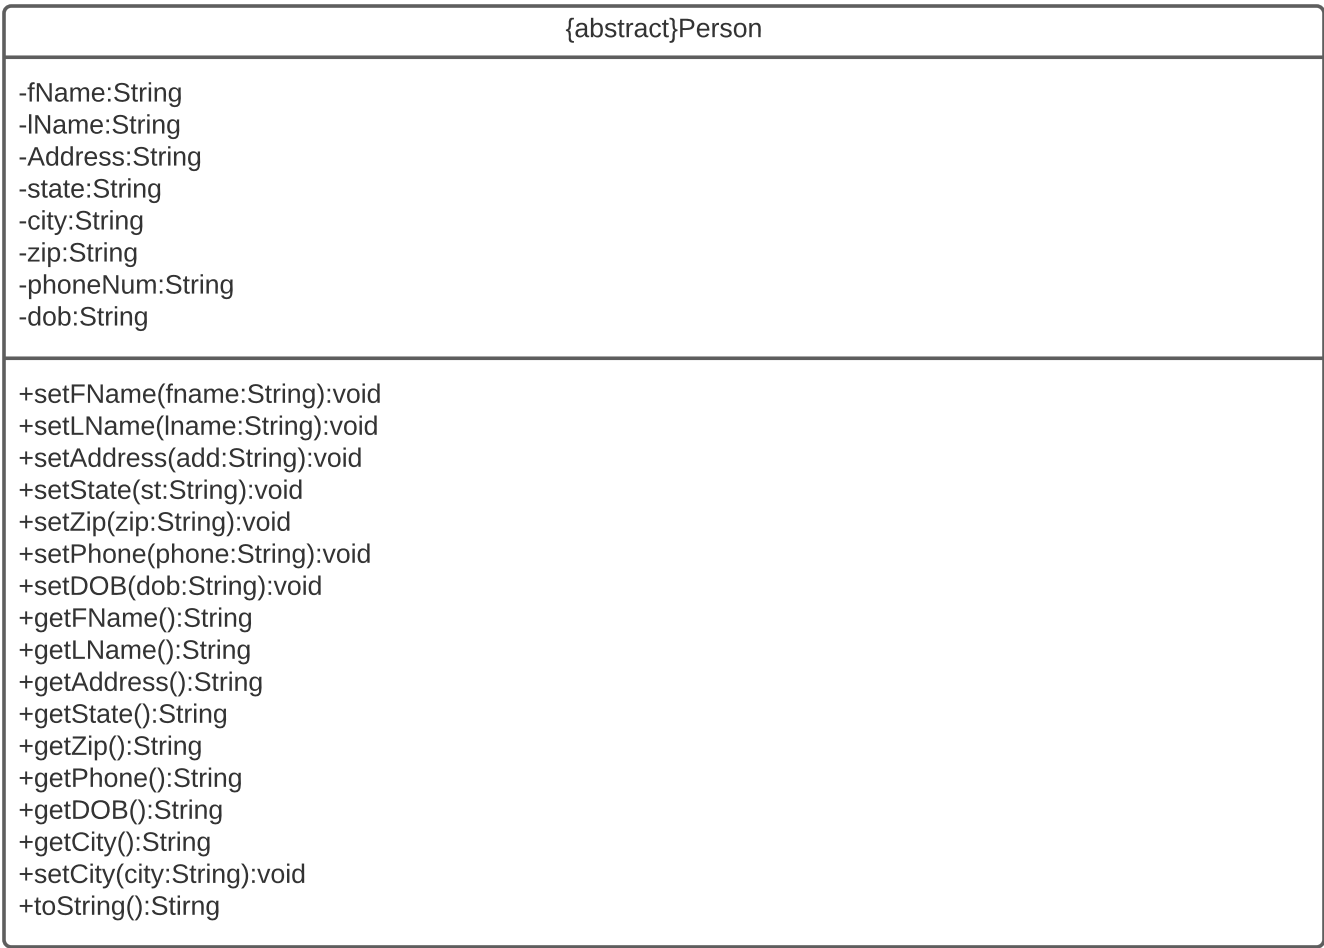 {abstract}Person
-fName:String
-lName:String
-Address:String
-state:String
-city:String
-zip:String
-phoneNum:String
-dob:String
+setFName(fname:String):void
+setLName(lname:String):void
+setAddress(add:String):void
+setState(st:String):void
+setZip(zip:String):void
+setPhone(phone:String):void
+setDOB(dob:String):void
+getFName():String
+getLName():String
+getAddress():String
+getState():String
+getZip():String
+getPhone():String
+getDOB():String
+getCity():String
+setCity(city:String):void
+toString():Stirng